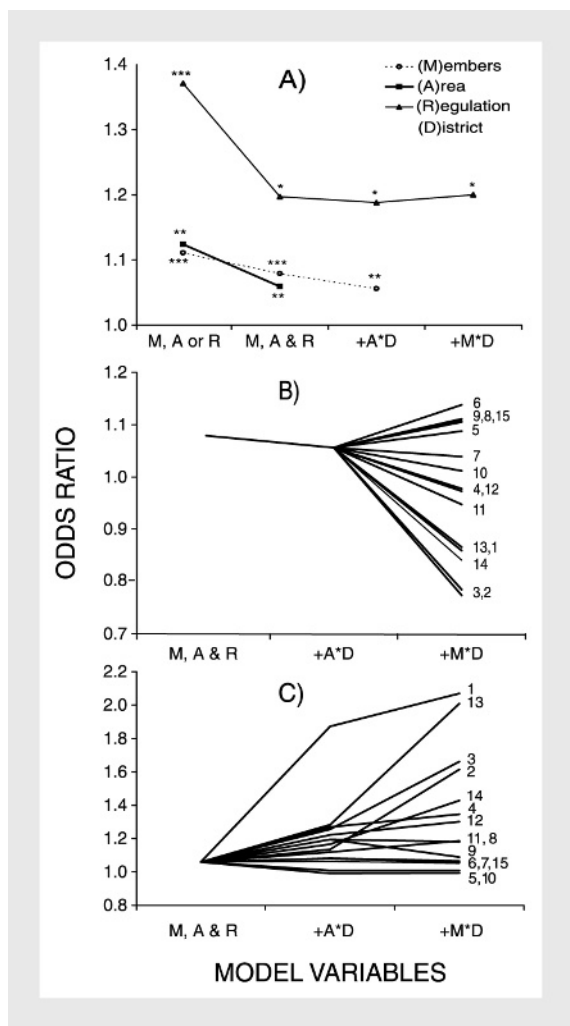 A)
(M)embers
(A)rea
(R)egulation
(D)istrict
1.4
1.3
1.2
1.1
1.0
***
**
***
*
***
**
*
**
*
M, A or R
M, A & R
+A*D
+M*D
B)
1.2
1.1
1.0
0.9
0.8
0.7
6
9,8,15
5
7
10
4,12
11
13,1
14
3,2
M, A & R
+A*D
+M*D
ODDS RATIO
C)
2.2
2.0
1.8
1.6
1.4
1.2
1.0
0.8
1
13
3
2
14
4
12
11, 8
9
6,7,15
5,10
M, A & R
+A*D
+M*D
MODEL VARIABLES